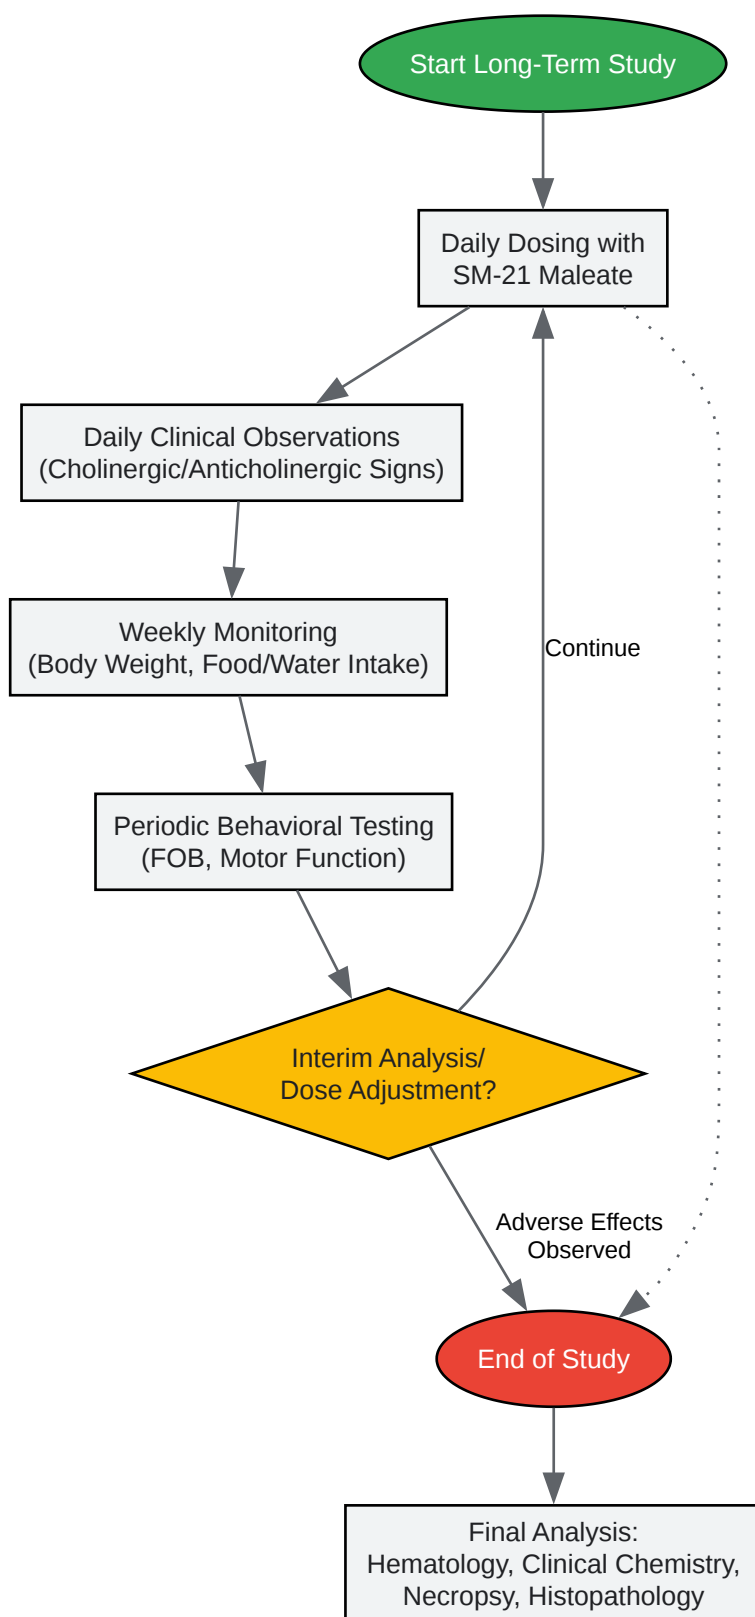 Start Long-Term Study
Daily Dosing with
SM-21 Maleate
Daily Clinical Observations
(Cholinergic/Anticholinergic Signs)
Weekly Monitoring
(Body Weight, Food/Water Intake)
Continue
Periodic Behavioral Testing
(FOB, Motor Function)
Interim Analysis/
Dose Adjustment?
Adverse Effects
Observed
End of Study
Final Analysis:
Hematology, Clinical Chemistry,
Necropsy, Histopathology